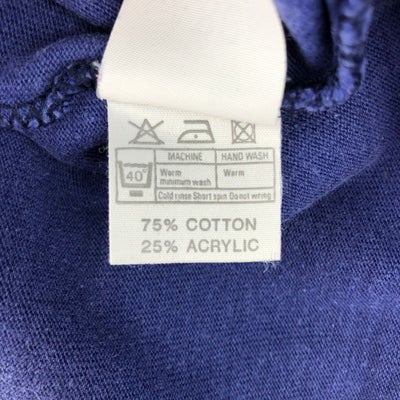 MACHINE HAND WASH
40°
Warm Warm
minimum wash
Cold rinse Short spin Do not wring
75% COTTON
25% ACRYLIC